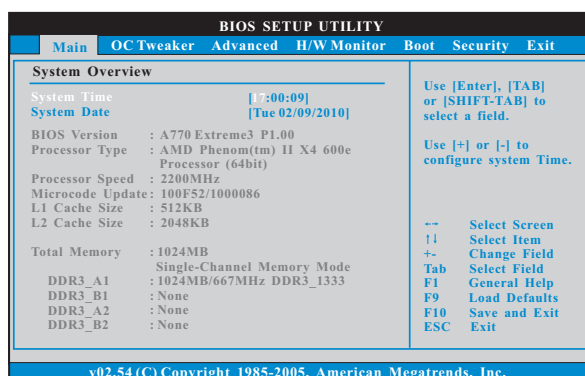 BIOS SETUP UTILITY
Main OC Tweaker Advanced H/W Monitor Boot Security Exit
System Overview
System Time [17:00:09]
System Date [Tue 02/09/2010]
BIOS Version : A770 Extreme3 P1.00
Processor Type : AMD Phenom(tm) II X4 600e
Processor (64bit)
Processor Speed : 2200MHz
Microcode Update : 100F52/1000086
L1 Cache Size : 512KB
L2 Cache Size : 2048KB
Total Memory : 1024MB
Single-Channel Memory Mode
DDR3_A1 : 1024MB/667MHz DDR3_1333
DDR3_B1 : None
DDR3_A2 : None
DDR3_B2 : None
Use [Enter], [TAB]
or [SHIFT-TAB] to
select a field.
Use [+] or [-] to
configure system Time.
←→ Select Screen
↑↓ Select Item
+- Change Field
Tab Select Field
F1 General Help
F9 Load Defaults
F10 Save and Exit
ESC Exit
v02.54 (C) Copyright 1985-2005, American Megatrends, Inc.